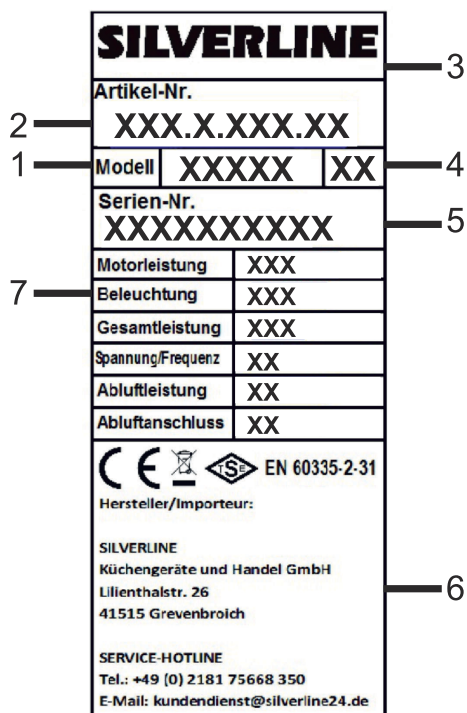 SILVERLINE
3
Artikel-Nr.
2
XXX.X.XXX.XX
1
Modell XXXXX XX
4
Serien-Nr.
XXXXXXXXXX
5
Motorleistung XXX
7
Beleuchtung XXX
Gesamtleistung XXX
Spannung/Frequenz XX
Abluftleistung XX
Abluftanschluss XX
CE TSE EN 60335-2-31
Hersteller/Importeur:
SILVERLINE
Küchengeräte und Handel GmbH
Lilienthalstr. 26
6
41515 Grevenbroich
SERVICE-HOTLINE
Tel.: +49 (0) 2181 75668 350
E-Mail: kundendienst@silverline24.de